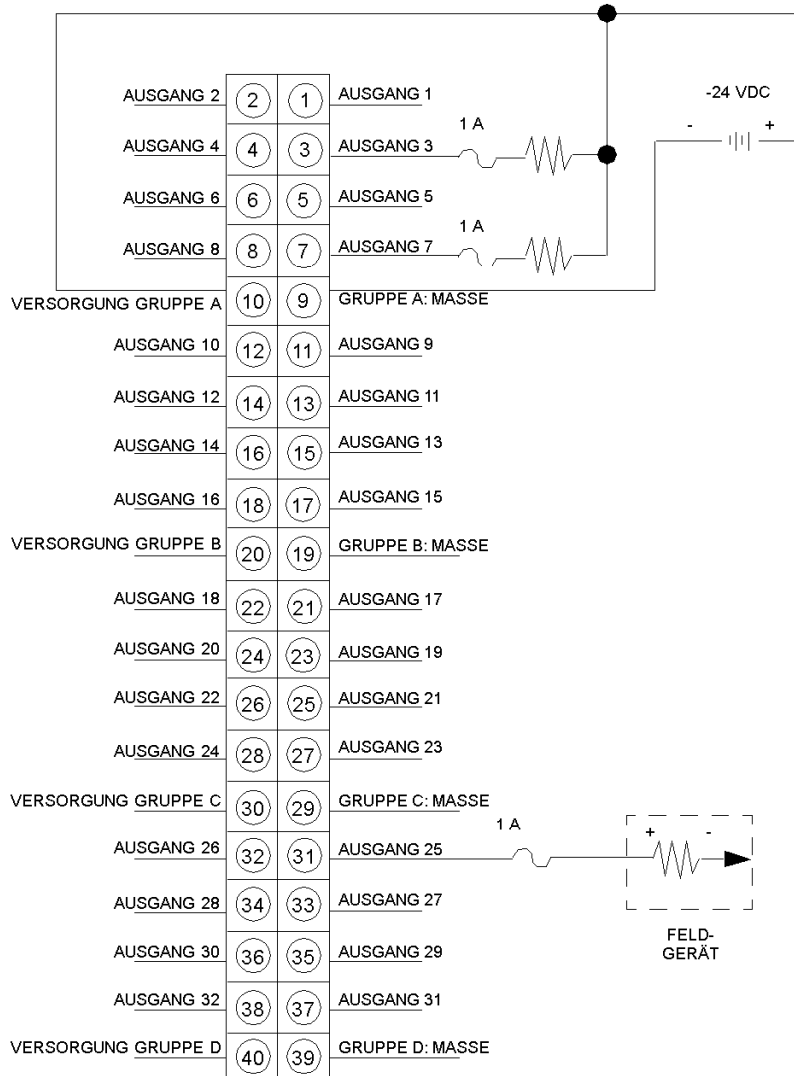 AUSGANG 2 2 1 AUSGANG 1
-24 VDC
1 A
- +
AUSGANG 4 4 3 AUSGANG 3
AUSGANG 6 6 5 AUSGANG 5
1 A
AUSGANG 8 8 7 AUSGANG 7
VERSORGUNG GRUPPE A 10 9 GRUPPE A: MASSE
AUSGANG 10 12 11 AUSGANG 9
AUSGANG 12 14 13 AUSGANG 11
AUSGANG 14 16 15 AUSGANG 13
AUSGANG 16 18 17 AUSGANG 15
VERSORGUNG GRUPPE B 20 19 GRUPPE B: MASSE
AUSGANG 18 22 21 AUSGANG 17
AUSGANG 20 24 23 AUSGANG 19
AUSGANG 22 26 25 AUSGANG 21
AUSGANG 24 28 27 AUSGANG 23
VERSORGUNG GRUPPE C 30 29 GRUPPE C: MASSE
1 A
+ -
AUSGANG 26 32 31 AUSGANG 25
AUSGANG 28 34 33 AUSGANG 27
FELD-
GERÄT
AUSGANG 30 36 35 AUSGANG 29
AUSGANG 32 38 37 AUSGANG 31
VERSORGUNG GRUPPE D 40 39 GRUPPE D: MASSE